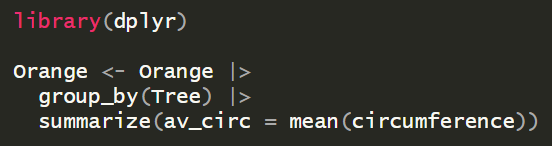 library(dplyr)
Orange <- Orange |>
  group_by(Tree) |>
  summarize(av_circ = mean(circumference))